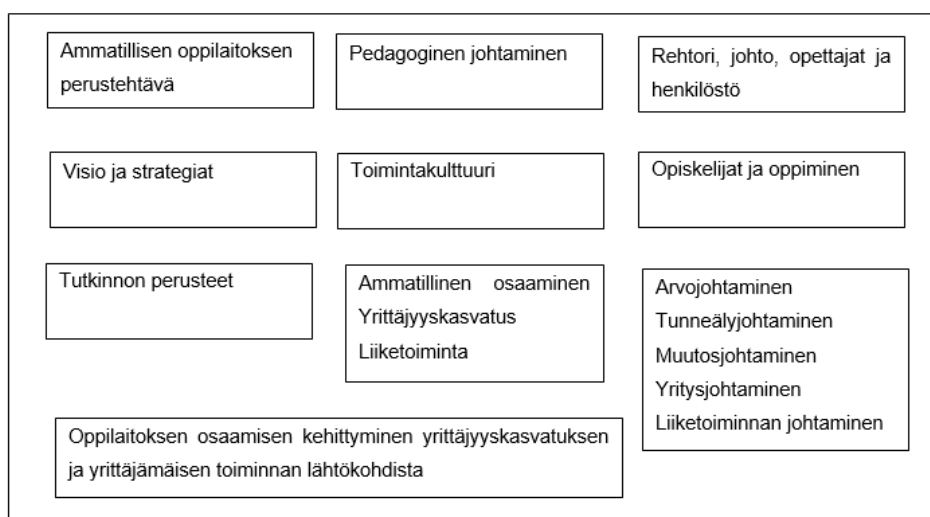 Ammatillisen oppilaitoksen
perustehtävä
Pedagoginen johtaminen
Rehtori, johto, opettajat ja
henkilöstö
Visio ja strategiat
Toimintakulttuuri
Opiskelijat ja oppiminen
Tutkinnon perusteet
Ammatillinen osaaminen
Yrittäjyyskasvatus
Liiketoiminta
Arvojohtaminen
Tunneälyjohtaminen
Muutosjohtaminen
Yritysjohtaminen
Liiketoiminnan johtaminen
Oppilaitoksen osaamisen kehittyminen yrittäjyyskasvatuksen
ja yrittäjämäisen toiminnan lähtökohdista